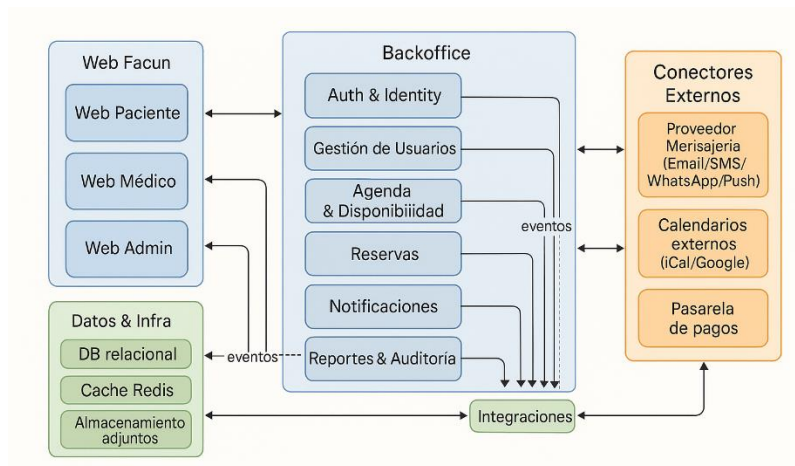 Web Facun
Web Paciente
Web Médico
Web Admin
Datos & Infra
DB relacional
Cache Redis
Almacenamiento
adjuntos
eventos
Backoffice
Auth & Identity
Gestión de Usuarios
Agenda
& Disponibiiidad
Reservas
Notificaciones
Reportes & Auditoría
eventos
Integraciones
Conectores
Externos
Proveedor
Merisajeria
(Email/SMS/
WhatsApp/Push)
Calendarios
externos
(iCal/Google)
Pasarela
de pagos